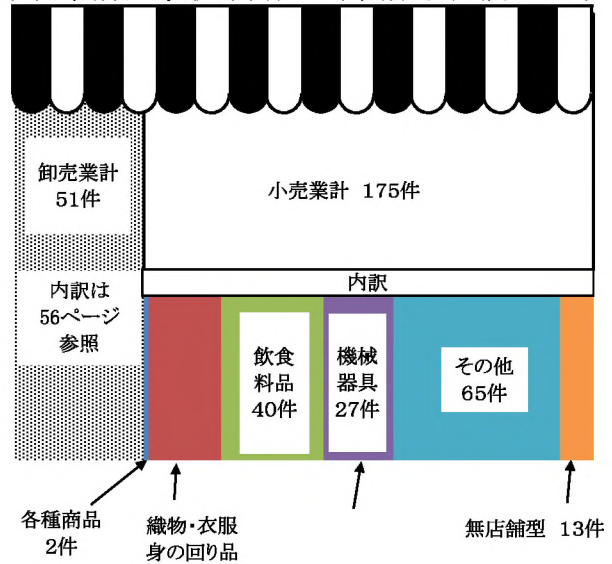 卸売業計
51件
小売業計 175件
内訳は
56ページ
参照
内訳
飲食
料品
40件
機械
器具
27件
その他
65件
各種商品
2件
織物・衣服
身の回り品
無店舗型 13件